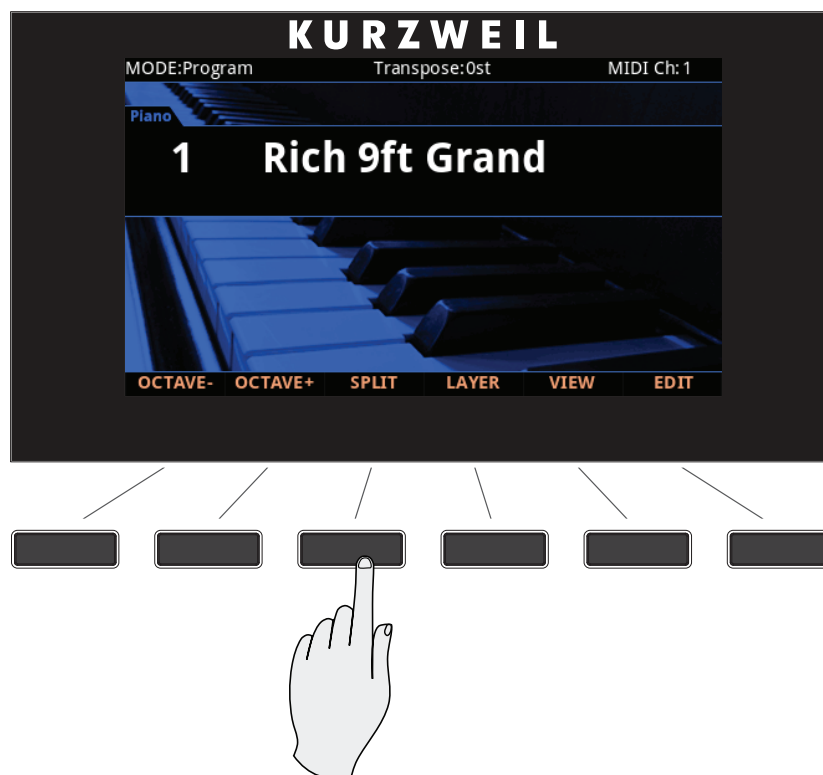 KURZWEIL
MODE:Program Transpose:0st MIDI Ch:1
Piano
1 Rich 9ft Grand
OCTAVE- OCTAVE+ SPLIT LAYER VIEW EDIT